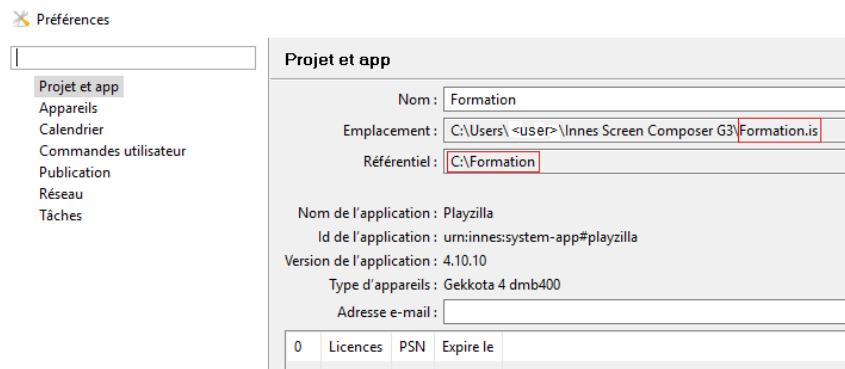 Préférences
Projet et app
Appareils
Calendrier
Commandes utilisateur
Publication
Réseau
Tâches
Projet et app
Nom : Formation
Emplacement : C:\Users\ <user>\Innes Screen Composer G3\Formation.is
Référentiel : C:\Formation
Nom de l'application : Playzilla
Id de l'application : urn:innes:system-app#playzilla
Version de l'application : 4.10.10
Type d'appareils : Gekkota 4 dmb400
Adresse e-mail :
0 Licences PSN Expire le